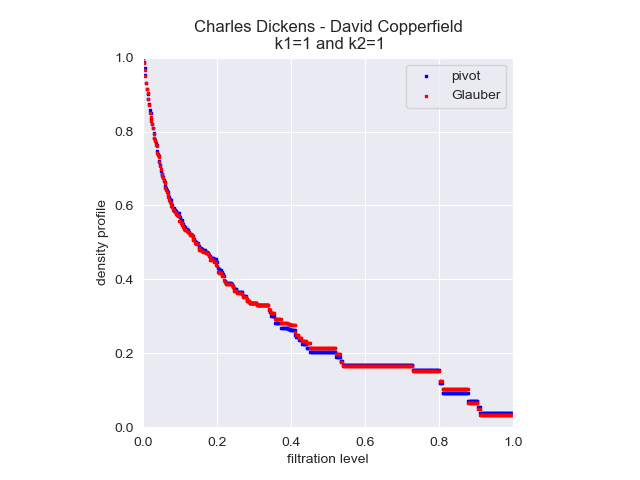 Charles Dickens - David Copperfield
k1=1 and k2=1
pivot
Glauber
density profile
1.0
0.8
0.6
0.4
0.2
0.0
0.0 0.2 0.4 0.6 0.8 1.0
filtration level